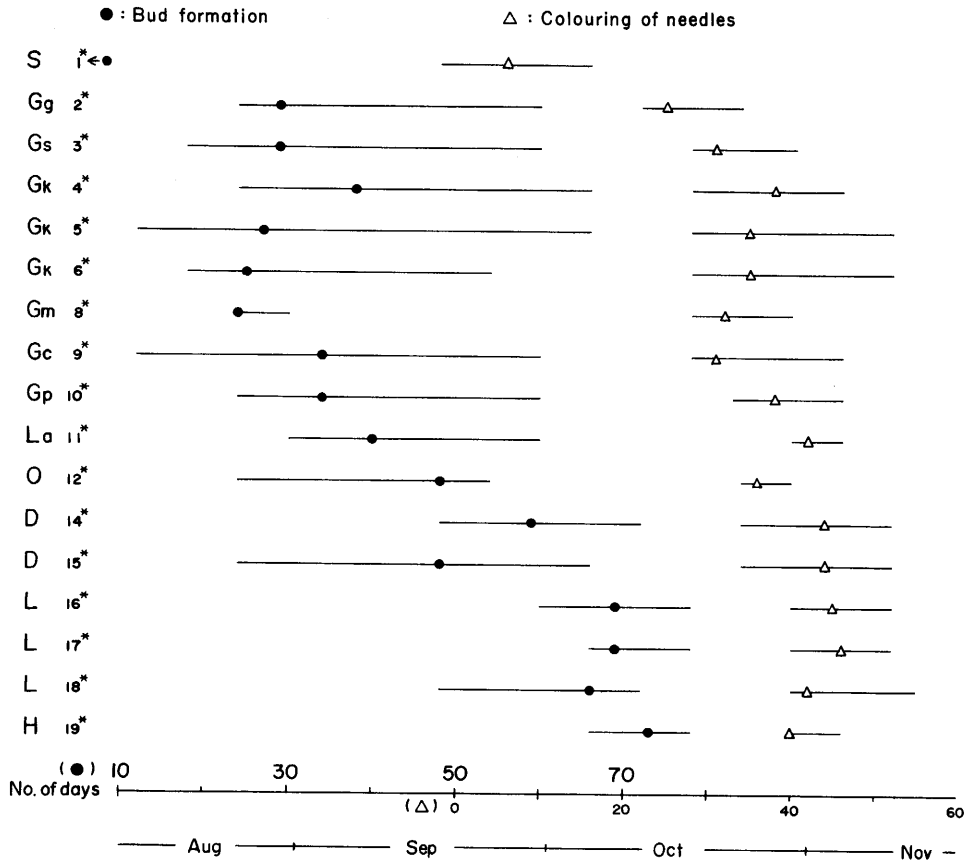 ● : Bud formation △ : Colouring of needles
S 1* ←●
Gg 2*
Gs 3*
Gk 4*
Gk 5*
Gk 6*
Gm 8*
Gc 9*
Gp 10*
La 11*
O 12*
D 14*
D 15*
L 16*
L 17*
L 18*
H 19*
(●) 10 30 50 70
No. of days
(△) 0 20 40 60
Aug Sep Oct Nov